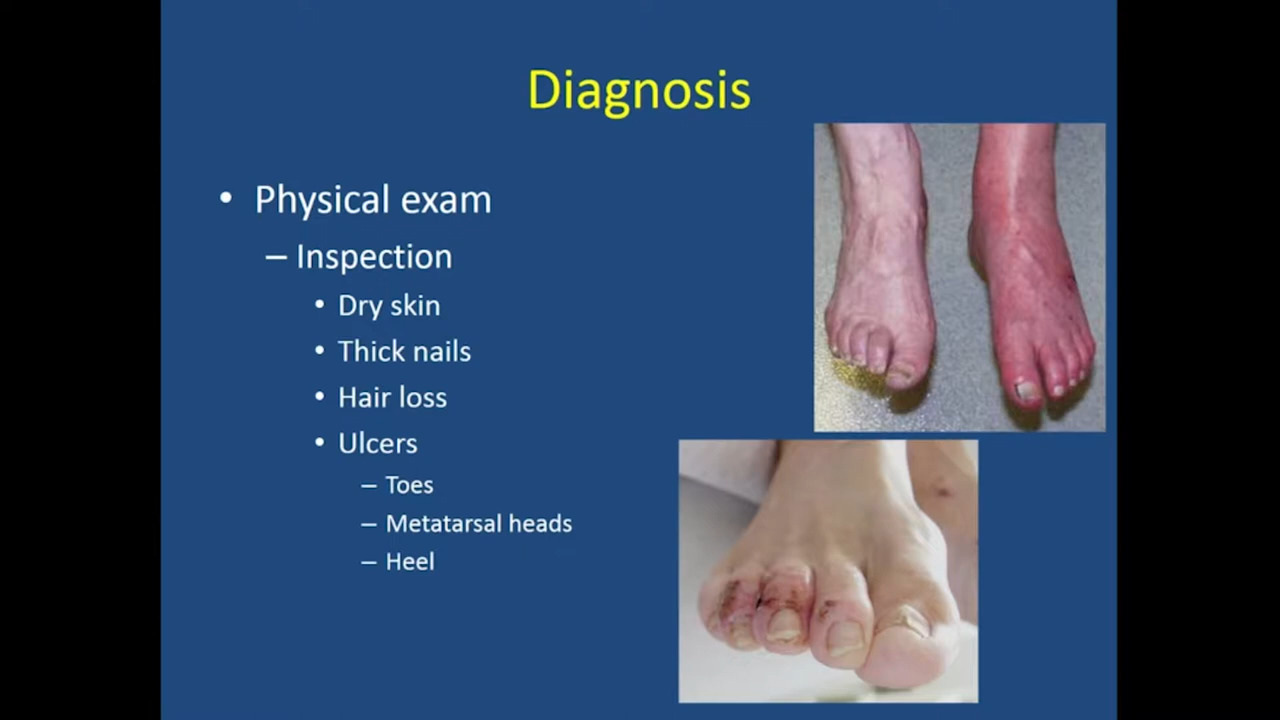 Diagnosis
• Physical exam
– Inspection
• Dry skin
• Thick nails
• Hair loss
• Ulcers
– Toes
– Metatarsal heads
– Heel